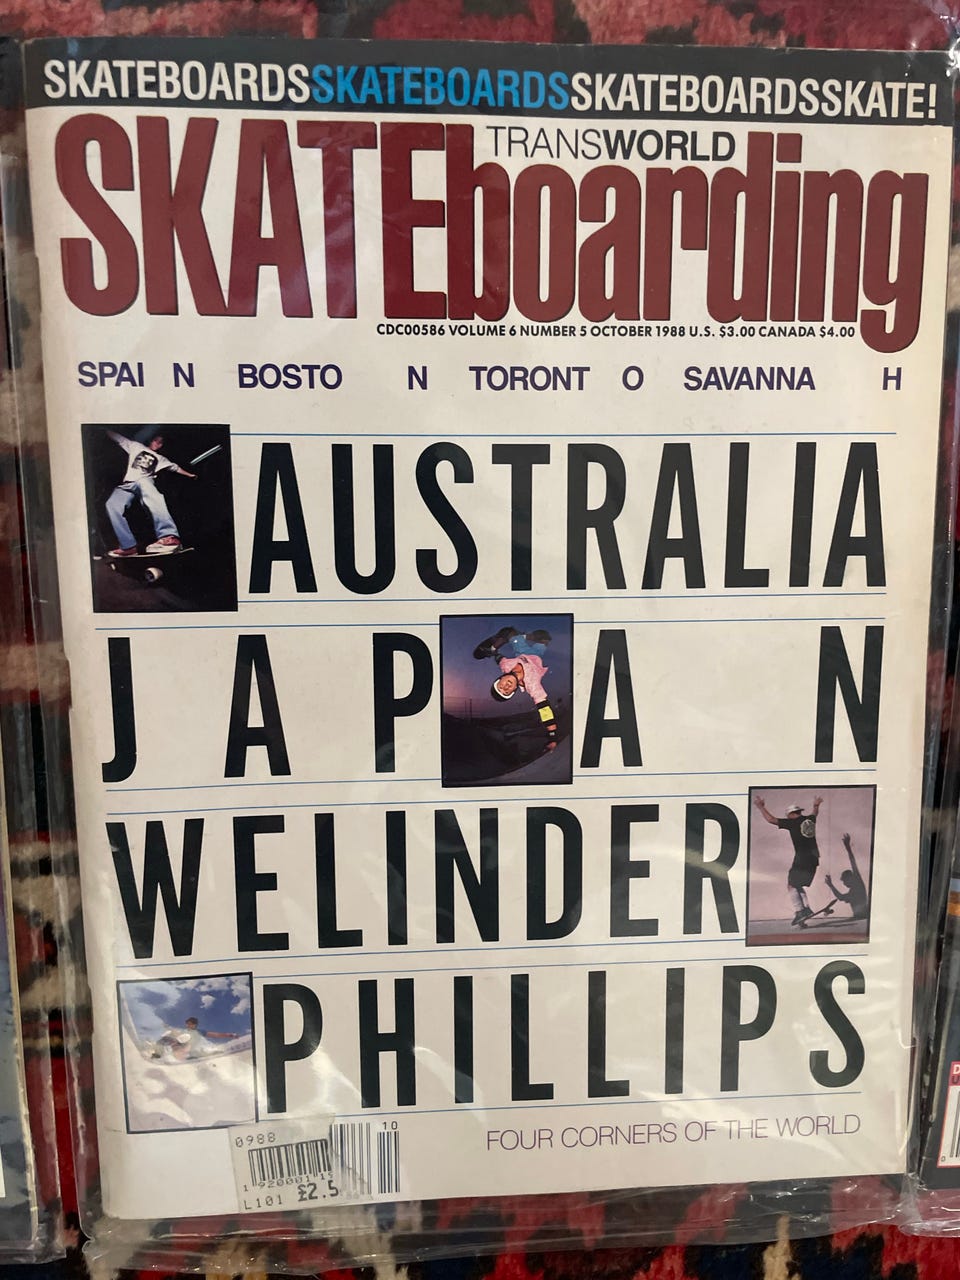 SKATEBOARDSSKATEBOARDSSKATEBOARDSSKATE!
TRANSWORLD
SKATEboarding
CDC00586 VOLUME 6 NUMBER 5 OCTOBER 1988 U.S. $3.00 CANADA $4.00
SPAI N BOSTO N TORONT O SAVANNA H
AUSTRALIA
JAPAN
WELINDER
PHILLIPS
FOUR CORNERS OF THE WORLD
10
0988
L101 £2.5